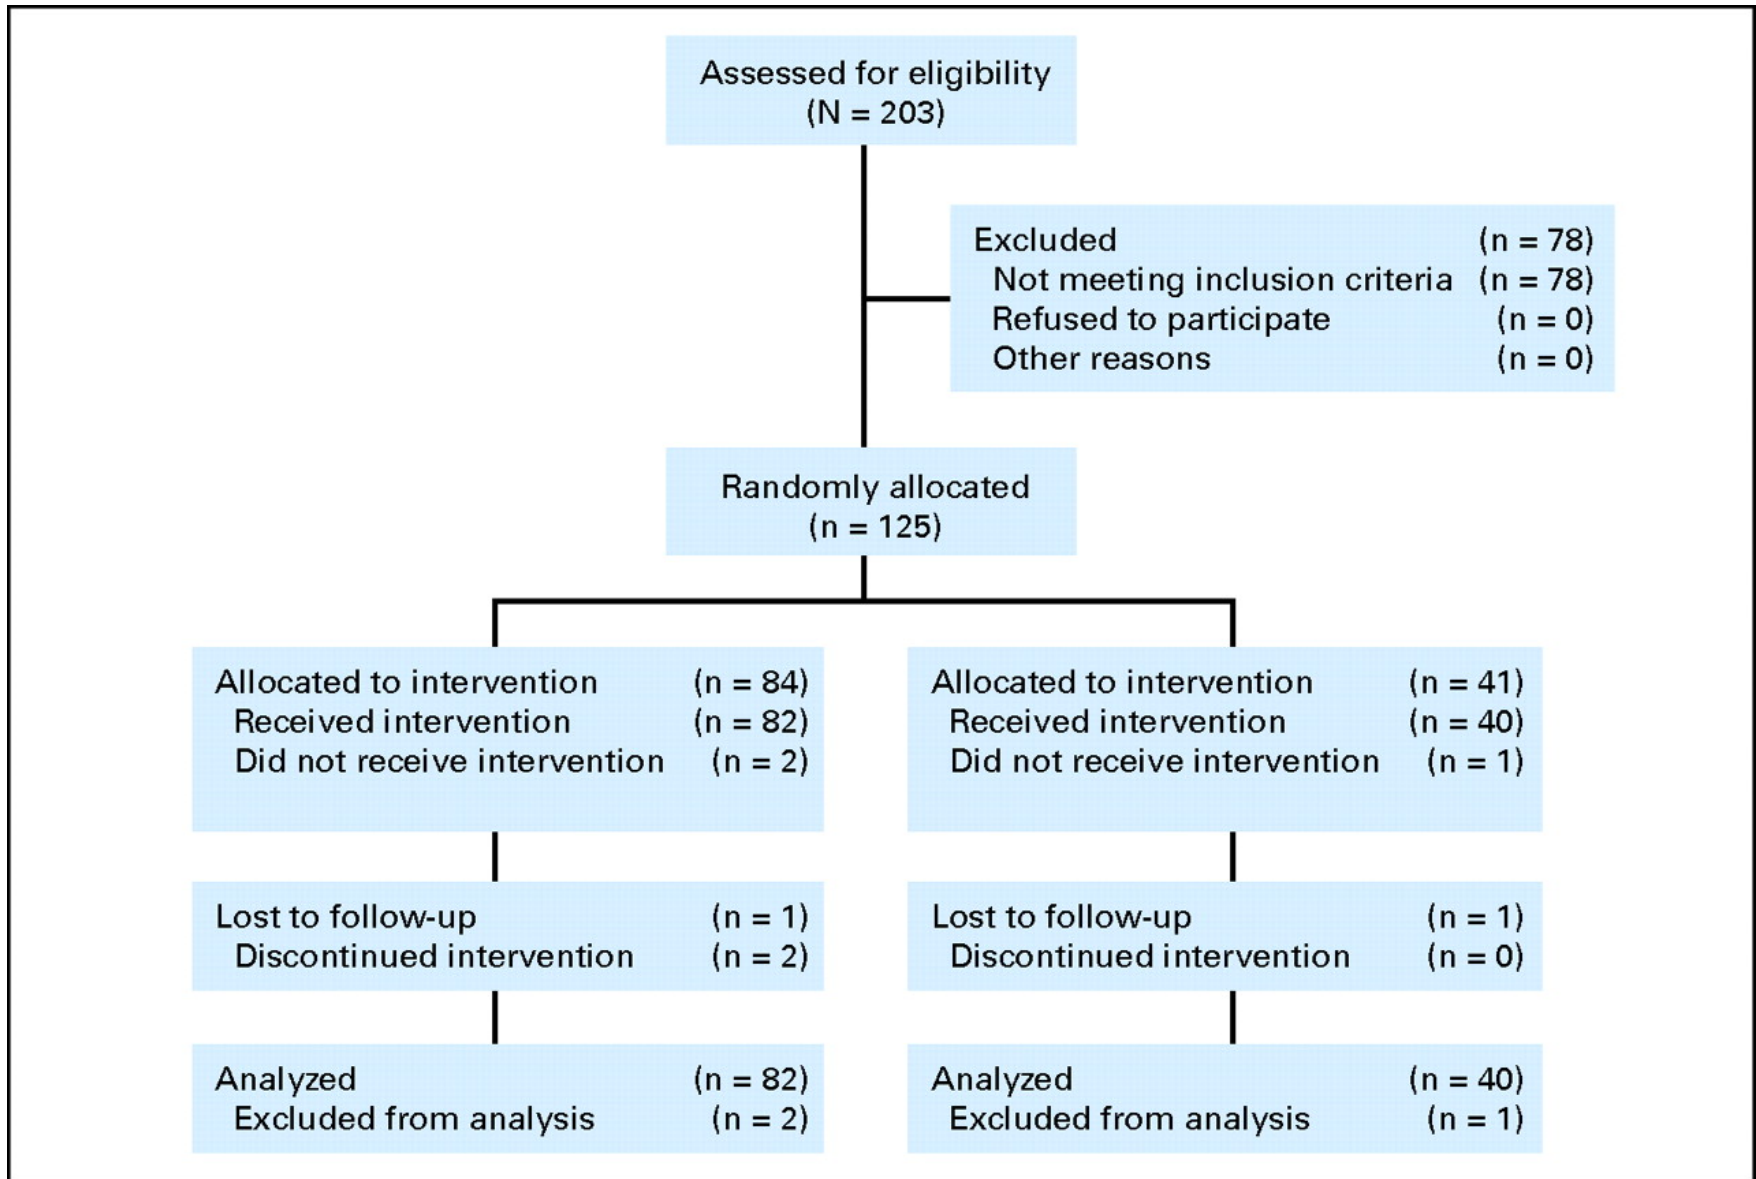 Assessed for eligibility
(N = 203)
Excluded (n = 78)
Not meeting inclusion criteria (n = 78)
Refused to participate (n = 0)
Other reasons (n = 0)
Randomly allocated
(n = 125)
Allocated to intervention (n = 84)
Received intervention (n = 82)
Did not receive intervention (n = 2)
Allocated to intervention (n = 41)
Received intervention (n = 40)
Did not receive intervention (n = 1)
Lost to follow-up (n = 1)
Discontinued intervention (n = 2)
Lost to follow-up (n = 1)
Discontinued intervention (n = 0)
Analyzed (n = 82)
Excluded from analysis (n = 2)
Analyzed (n = 40)
Excluded from analysis (n = 1)